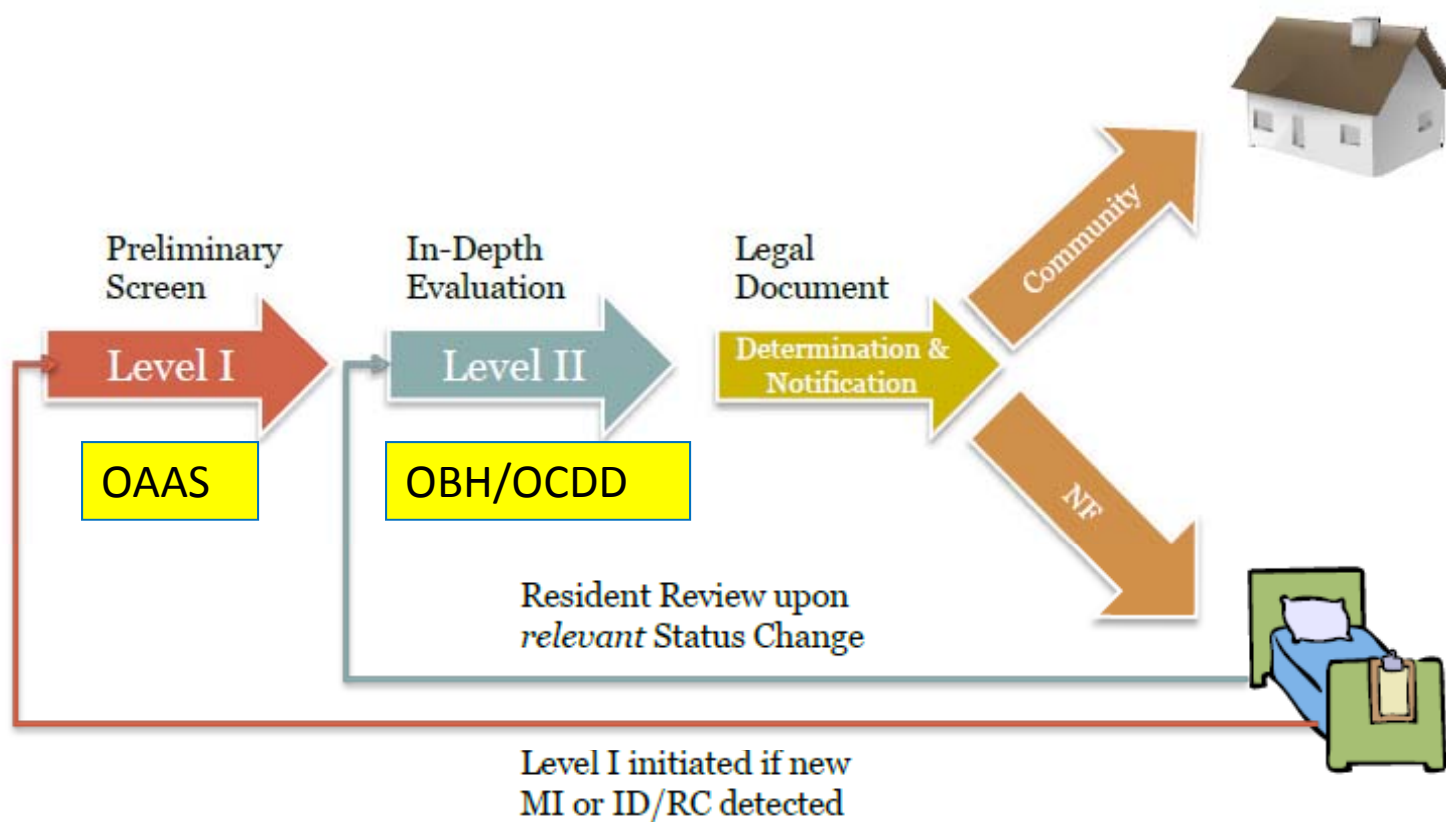 Preliminary
Screen
Level I
OAAS
In-Depth
Evaluation
Level II
OBH/OCDD
Legal
Document
Determination &
Notification
Community
NF
Resident Review upon
relevant Status Change
Level I initiated if new
MI or ID/RC detected